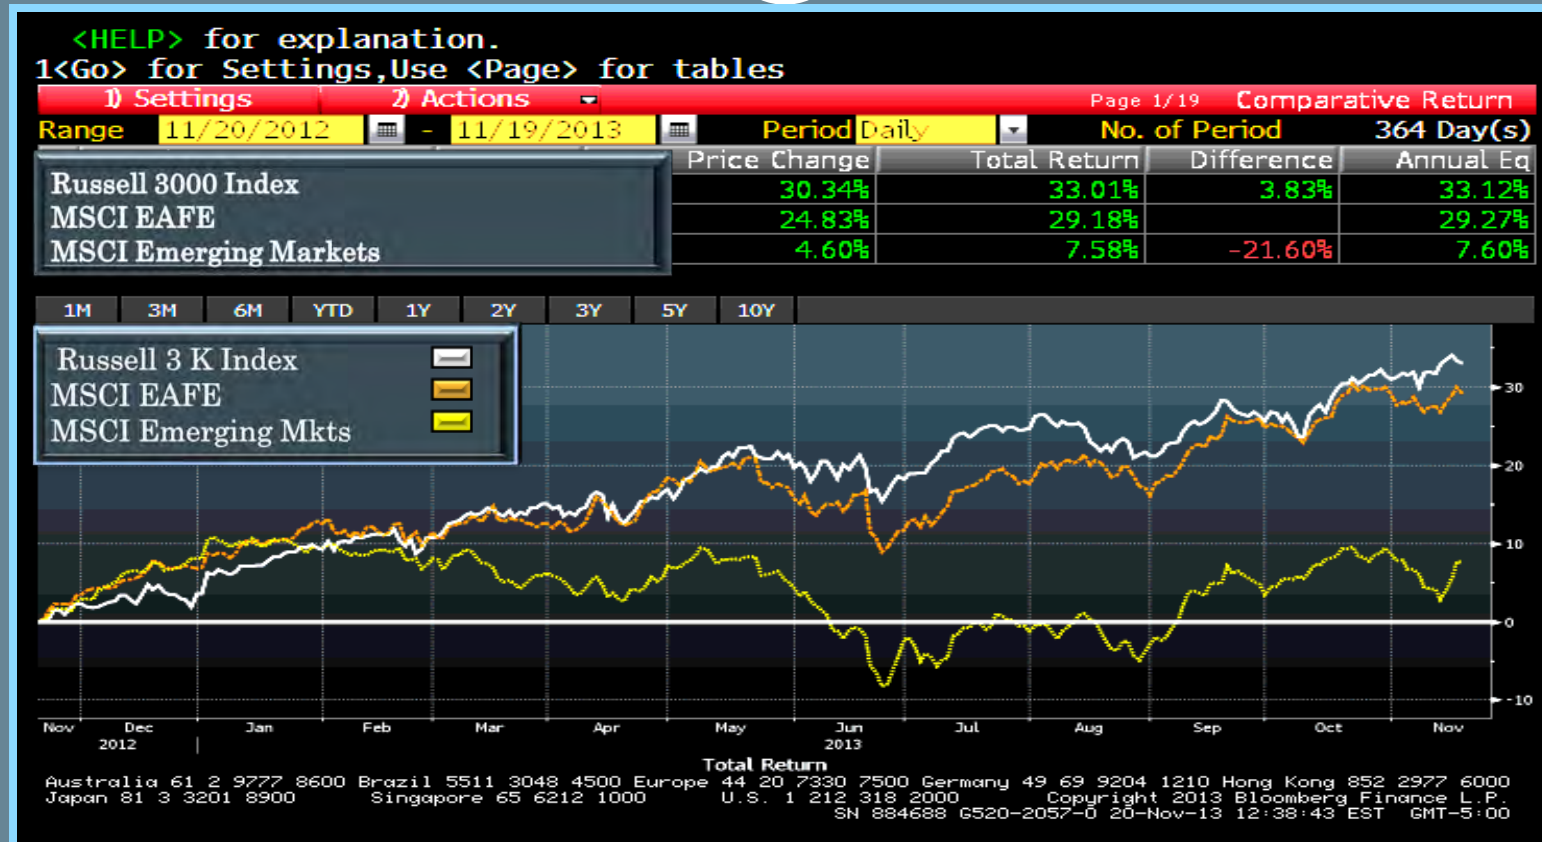 <HELP> for explanation.
1<Go> for Settings,Use <Page> for tables
1) Settings 2) Actions Page 1/19 Comparative Return
Range 11/20/2012 - 11/19/2013 Period Daily No. of Period 364 Day(s)
Price Change Total Return Difference Annual Eq
Russell 3000 Index 30.34% 33.01% 3.83% 33.12%
MSCI EAFE 24.83% 29.18% 29.27%
MSCI Emerging Markets 4.60% 7.58% -21.60% 7.60%
1M 3M 6M YTD 1Y 2Y 3Y 5Y 10Y
Russell 3 K Index
MSCI EAFE
MSCI Emerging Mkts
30
20
10
0
-10
Nov Dec Jan Feb Mar Apr May Jun Jul Aug Sep Oct Nov
2012 2013
Total Return
Australia 61 2 9777 8600 Brazil 5511 3048 4500 Europe 44 20 7330 7500 Germany 49 69 9204 1210 Hong Kong 852 2977 6000
Japan 81 3 3201 8900 Singapore 65 6212 1000 U.S. 1 212 318 2000 Copyright 2013 Bloomberg Finance L.P.
SN 884688 G520-2057-0 20-Nov-13 12:38:43 EST GMT-5:00